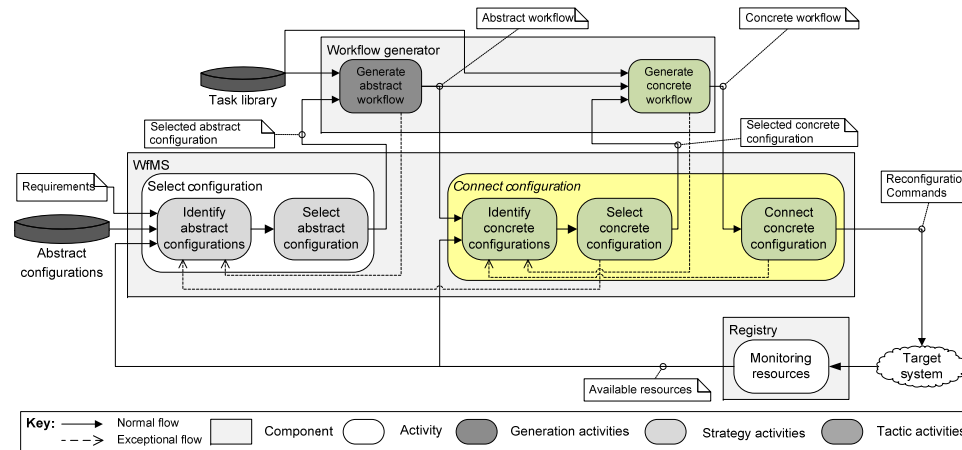 Abstract workflow
Concrete workflow
Workflow generator
Generate
abstract
workflow
Generate
concrete
workflow
Task library
Selected abstract
configuration
Selected concrete
configuration
WfMS
Requirements
Select configuration
Connect configuration
Reconfiguration
Commands
Identify
abstract
configurations
Select
abstract
configuration
Identify
concrete
configurations
Select
concrete
configuration
Connect
concrete
configuration
Abstract
configurations
Registry
Monitoring
resources
Target
system
Available resources
Key:
Normal flow
Exceptional flow
Component
Activity
Generation activities
Strategy activities
Tactic activities